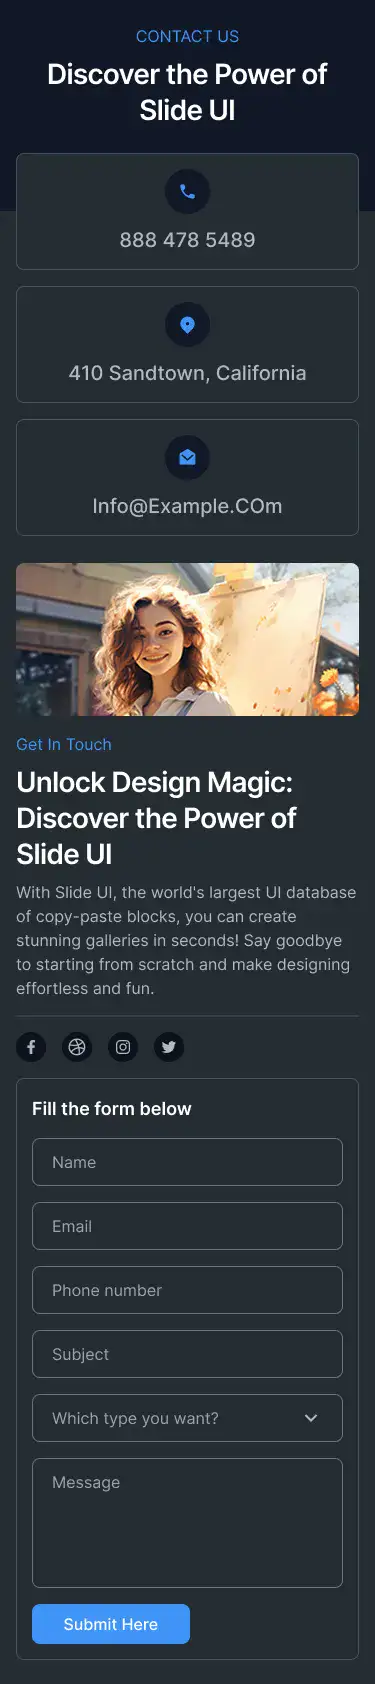 CONTACT US
Discover the Power of
Slide UI
888 478 5489
410 Sandtown, California
Info@Example.COm
Get In Touch
Unlock Design Magic:
Discover the Power of
Slide UI
With Slide UI, the world's largest UI database
of copy-paste blocks, you can create
stunning galleries in seconds! Say goodbye
to starting from scratch and make designing
effortless and fun.
Fill the form below
Name
Email
Phone number
Subject
Which type you want?
Message
Submit Here